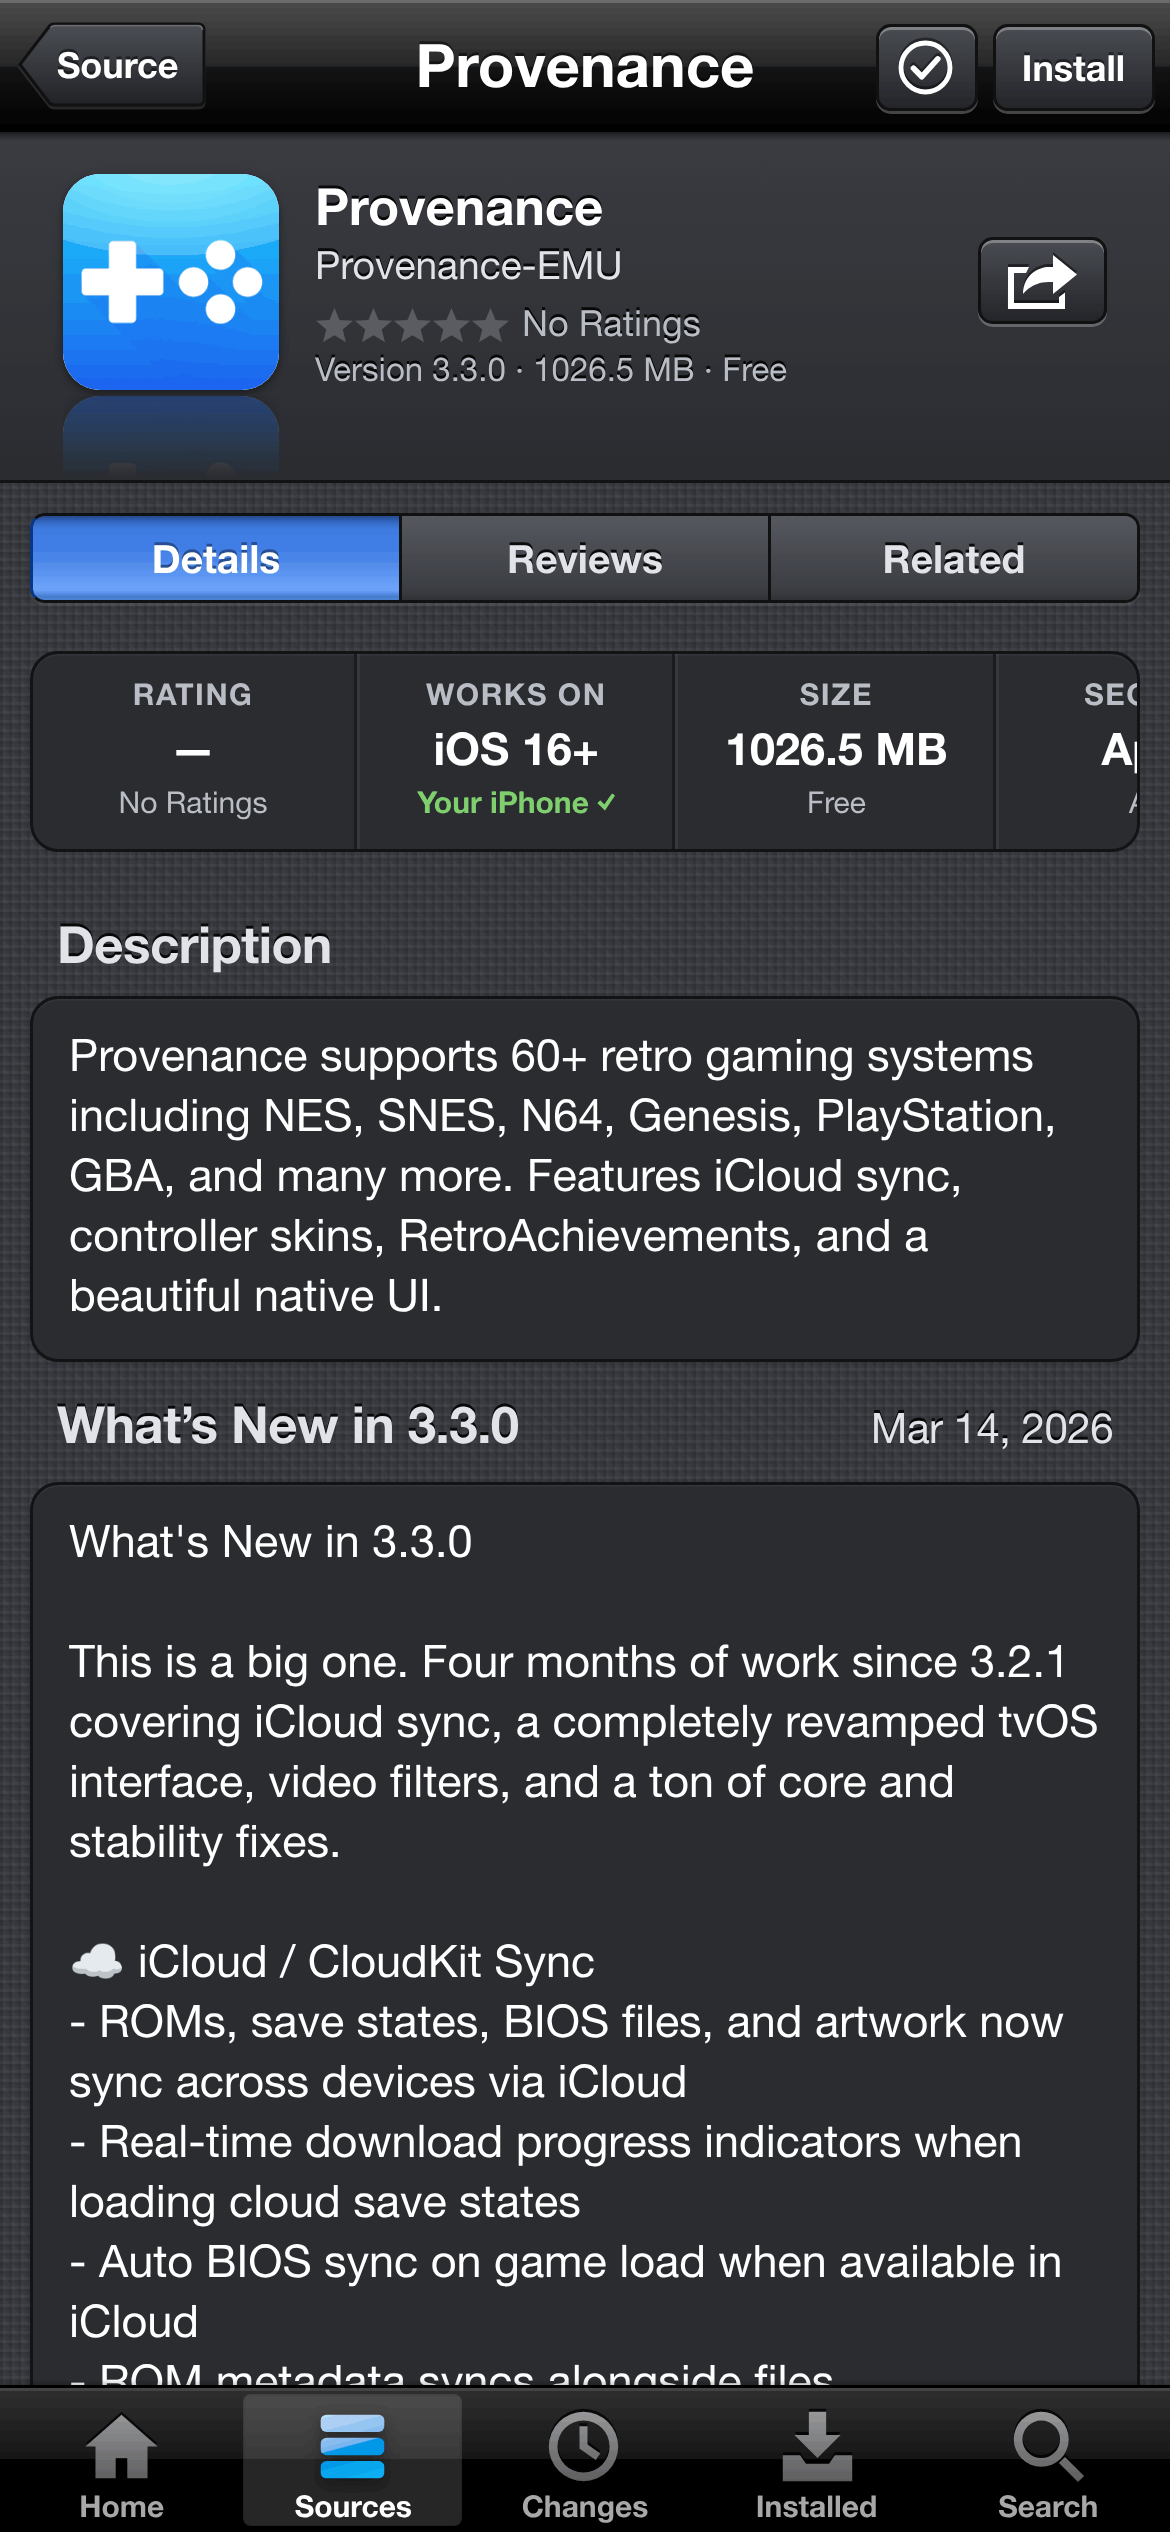 Source
Provenance
Install
Provenance
Provenance-EMU
No Ratings
Version 3.3.0 · 1026.5 MB · Free
Details
Reviews
Related
RATING
—
No Ratings
WORKS ON
iOS 16+
Your iPhone ✓
SIZE
1026.5 MB
Free
Description
Provenance supports 60+ retro gaming systems
including NES, SNES, N64, Genesis, PlayStation,
GBA, and many more. Features iCloud sync,
controller skins, RetroAchievements, and a
beautiful native UI.
What’s New in 3.3.0
Mar 14, 2026
What's New in 3.3.0
This is a big one. Four months of work since 3.2.1
covering iCloud sync, a completely revamped tvOS
interface, video filters, and a ton of core and
stability fixes.
☁️ iCloud / CloudKit Sync
- ROMs, save states, BIOS files, and artwork now
sync across devices via iCloud
- Real-time download progress indicators when
loading cloud save states
- Auto BIOS sync on game load when available in
iCloud
- ROM metadata syncs alongside files
Home
Sources
Changes
Installed
Search